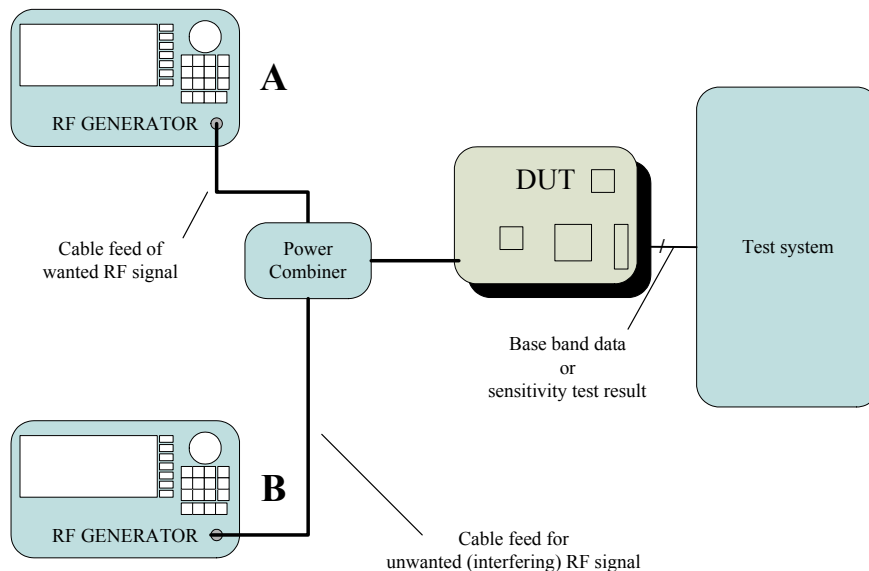 A
RF GENERATOR
Cable feed of
wanted RF signal
Power
Combiner
DUT
Test system
Base band data
or
sensitivity test result
B
RF GENERATOR
Cable feed for
unwanted (interfering) RF signal